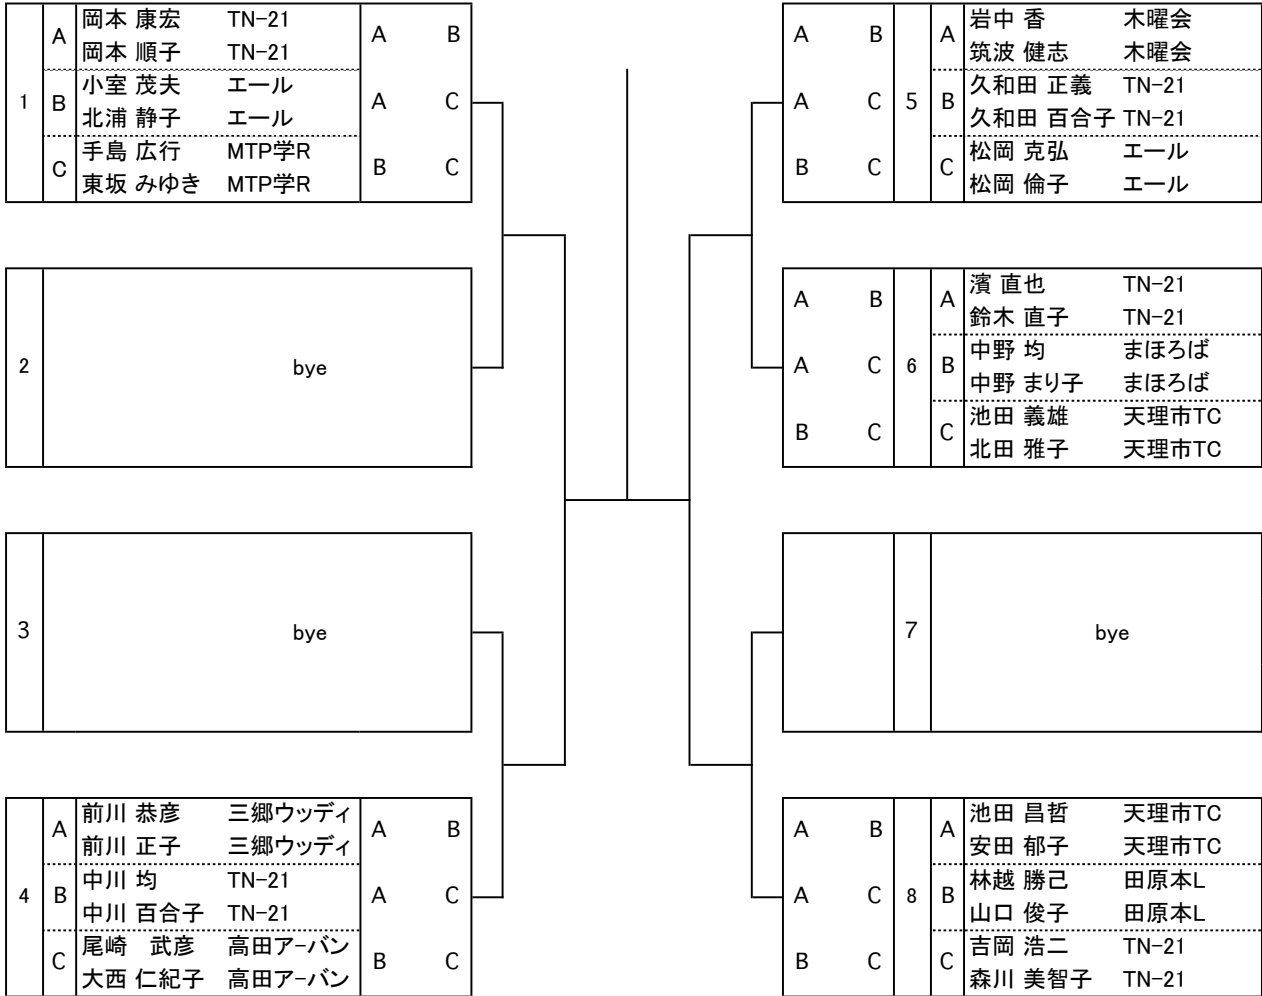 1
A
岡本 康宏 TN-21
岡本 順子 TN-21
B
小室 茂夫 エール
北浦 静子 エール
C
手島 広行 MTP学R
東坂 みゆき MTP学R
A B
A C
B C
2
bye
3
bye
4
A
前川 恭彦 三郷ウッディ
前川 正子 三郷ウッディ
B
中川 均 TN-21
中川 百合子 TN-21
C
尾崎　武彦 高田ア-バン
大西 仁紀子 高田ア-バン
A B
A C
B C
A B
A C
B C
5
A
岩中 香 木曜会
筑波 健志 木曜会
B
久和田 正義 TN-21
久和田 百合子 TN-21
C
松岡 克弘 エール
松岡 倫子 エール
A B
A C
B C
6
A
濱 直也 TN-21
鈴木 直子 TN-21
B
中野 均 まほろば
中野 まり子 まほろば
C
池田 義雄 天理市TC
北田 雅子 天理市TC
7
bye
A B
A C
B C
8
A
池田 昌哲 天理市TC
安田 郁子 天理市TC
B
林越 勝己 田原本L
山口 俊子 田原本L
C
吉岡 浩二 TN-21
森川 美智子 TN-21